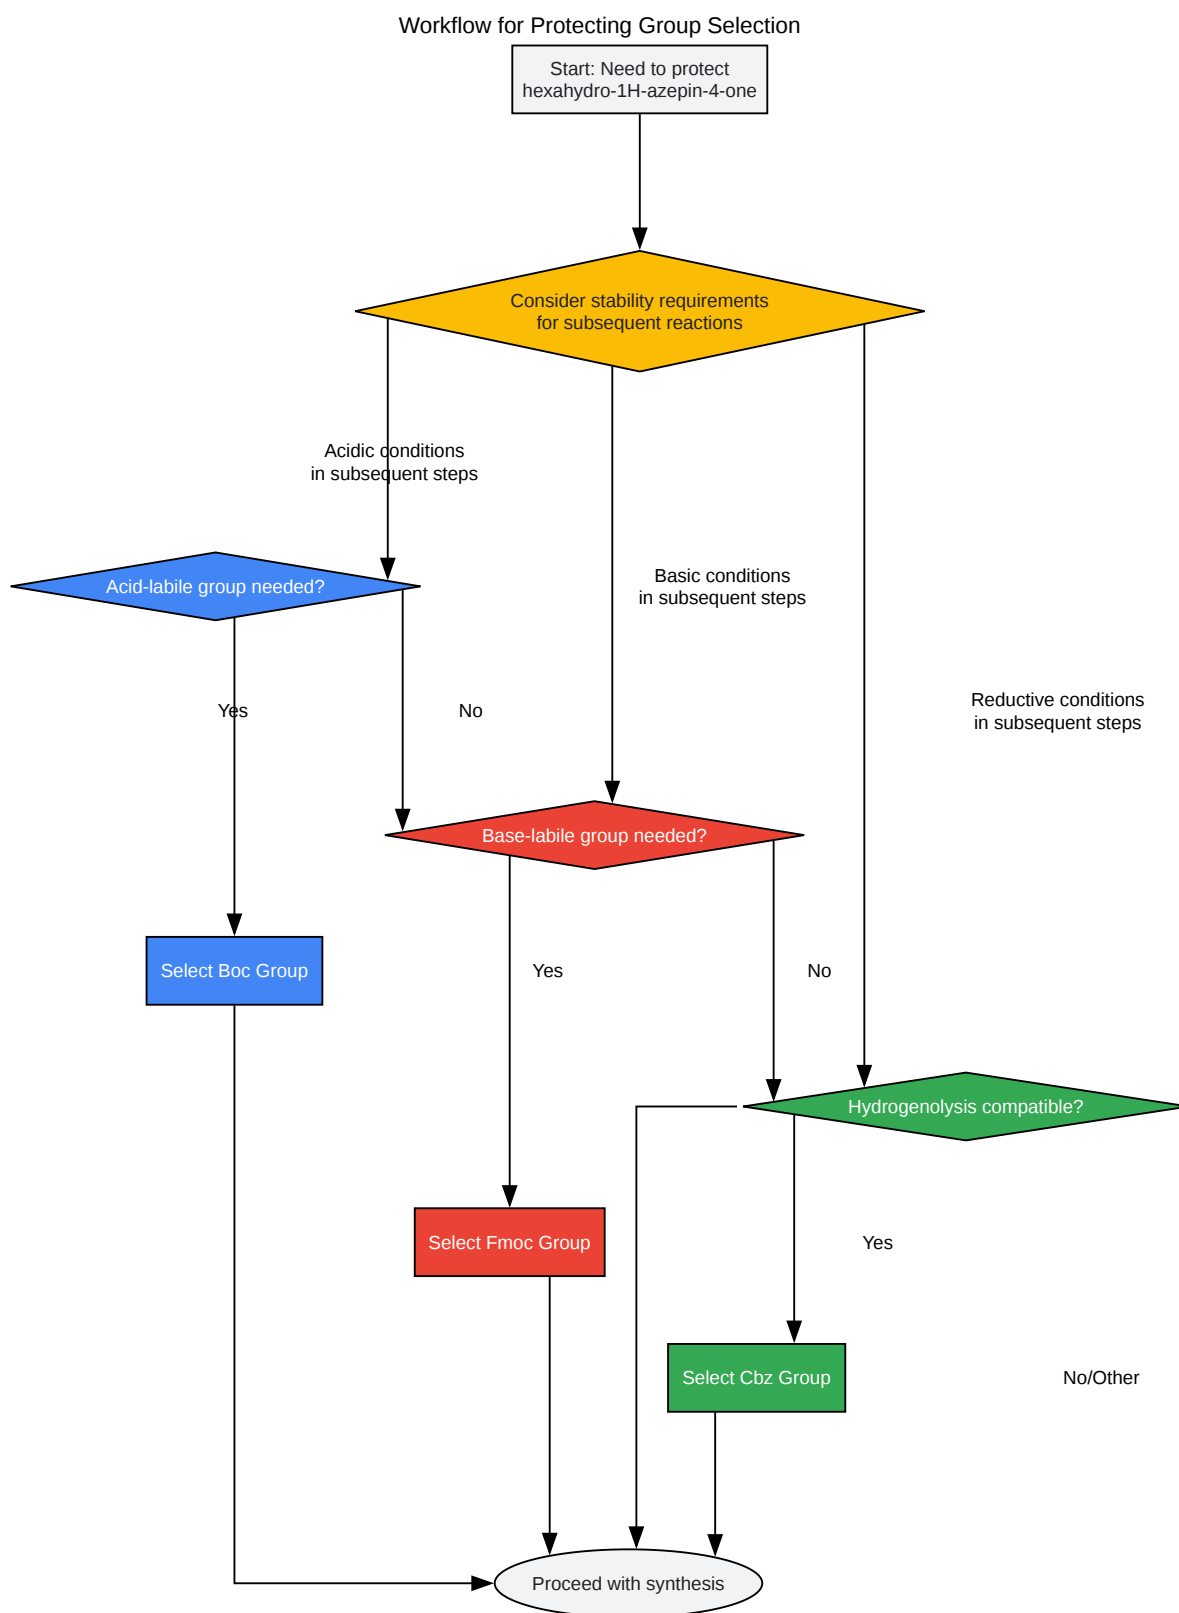 Workflow for Protecting Group Selection
Start: Need to protect
hexahydro-1H-azepin-4-one
Consider stability requirements
for subsequent reactions
Acidic conditions
in subsequent steps
Acid-labile group needed?
Basic conditions
in subsequent steps
Yes
No
Reductive conditions
in subsequent steps
Base-labile group needed?
Select Boc Group
Yes
No
Hydrogenolysis compatible?
Select Fmoc Group
Yes
Select Cbz Group
No/Other
Proceed with synthesis